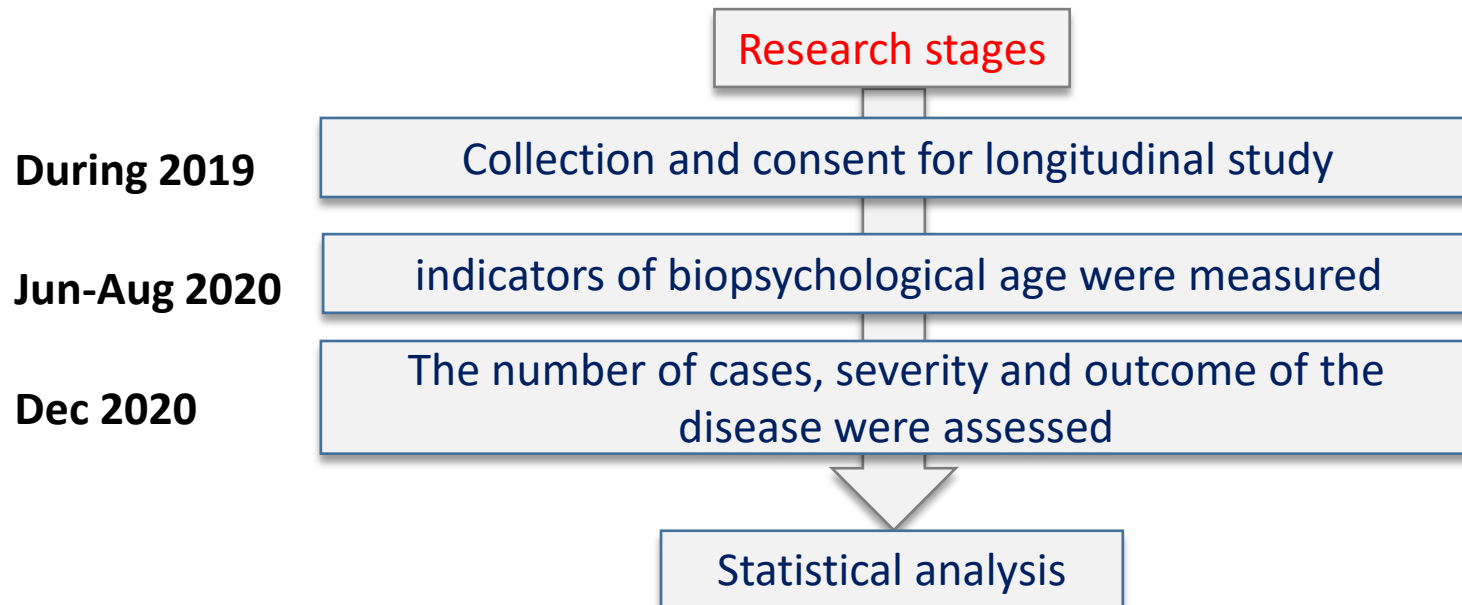 Research stages
During 2019
Collection and consent for longitudinal study
Jun-Aug 2020
indicators of biopsychological age were measured
Dec 2020
The number of cases, severity and outcome of the
disease were assessed
Statistical analysis